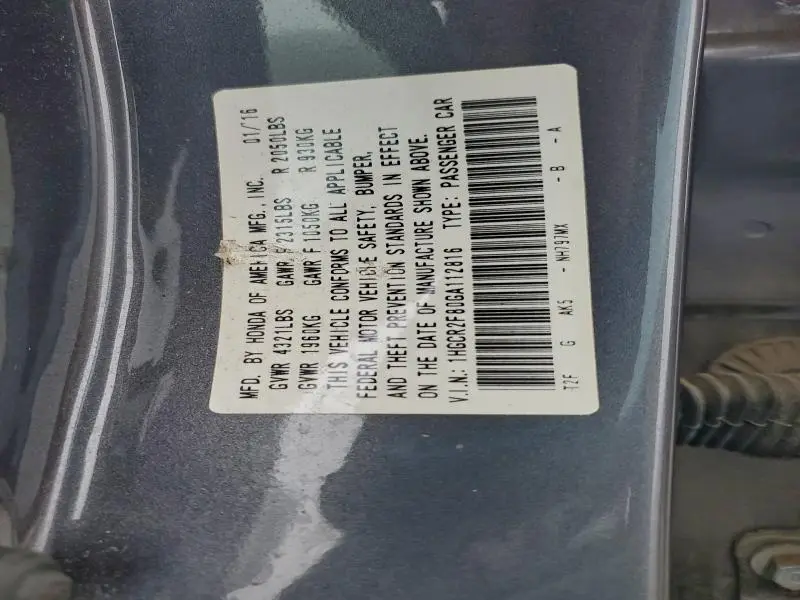 MFD. BY HONDA OF AMERICA MFG., INC. 01/'16
GVWR 4321LBS GAWR F 2315LBS R 2050LBS
GVWR 1960KG GAWR F 1050KG R 930KG
THIS VEHICLE CONFORMS TO ALL APPLICABLE
FEDERAL MOTOR VEHICLE SAFETY, BUMPER,
AND THEFT PREVENTION STANDARDS IN EFFECT
ON THE DATE OF MANUFACTURE SHOWN ABOVE.
V.I.N.: 1HGCR2F80GA112816 TYPE: PASSENGER CAR
T2F G AK5 - NH797MX - B - A